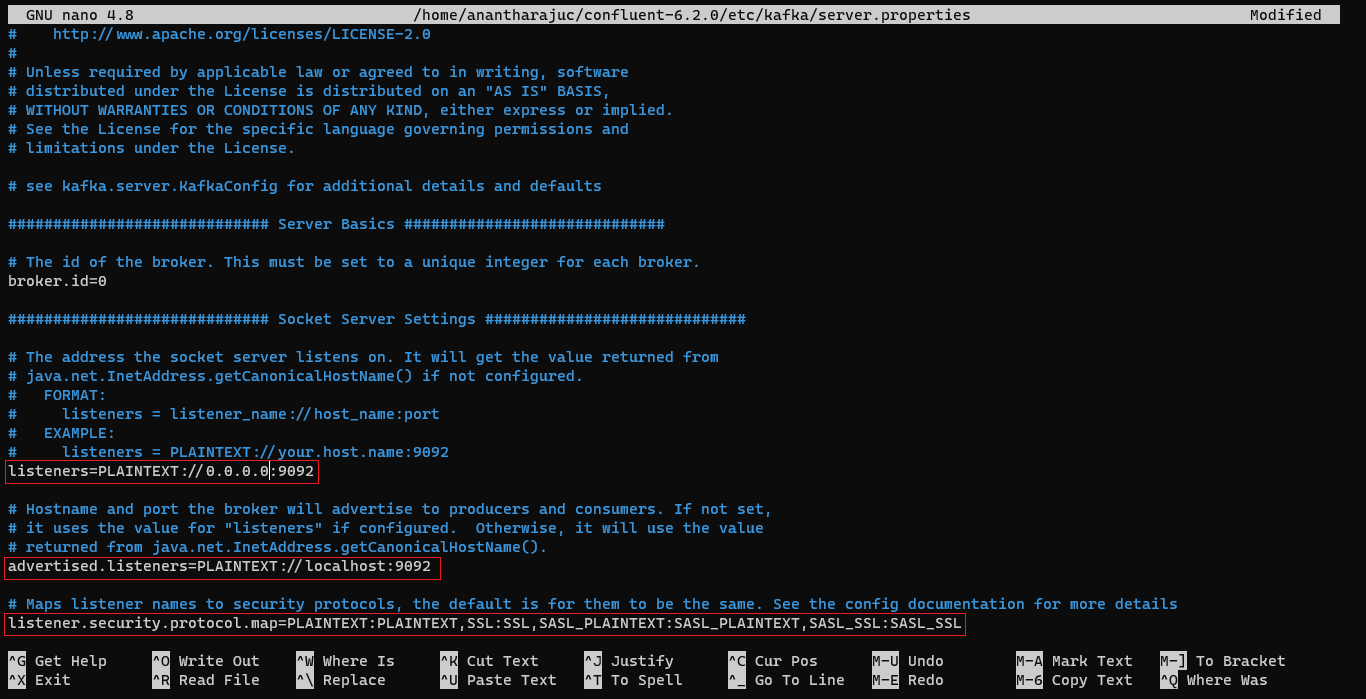 GNU nano 4.8 /home/anantharajuc/confluent-6.2.0/etc/kafka/server.properties Modified
#    http://www.apache.org/licenses/LICENSE-2.0
#
# Unless required by applicable law or agreed to in writing, software
# distributed under the License is distributed on an "AS IS" BASIS,
# WITHOUT WARRANTIES OR CONDITIONS OF ANY KIND, either express or implied.
# See the License for the specific language governing permissions and
# limitations under the License.
# see kafka.server.KafkaConfig for additional details and defaults
############################# Server Basics #############################
# The id of the broker. This must be set to a unique integer for each broker.
broker.id=0
############################# Socket Server Settings #############################
# The address the socket server listens on. It will get the value returned from
# java.net.InetAddress.getCanonicalHostName() if not configured.
#   FORMAT:
#     listeners = listener_name://host_name:port
#   EXAMPLE:
#     listeners = PLAINTEXT://your.host.name:9092
listeners=PLAINTEXT://0.0.0.0:9092
# Hostname and port the broker will advertise to producers and consumers. If not set,
# it uses the value for "listeners" if configured.  Otherwise, it will use the value
# returned from java.net.InetAddress.getCanonicalHostName().
advertised.listeners=PLAINTEXT://localhost:9092
# Maps listener names to security protocols, the default is for them to be the same. See the config documentation for more details
listener.security.protocol.map=PLAINTEXT:PLAINTEXT,SSL:SSL,SASL_PLAINTEXT:SASL_PLAINTEXT,SASL_SSL:SASL_SSL
^G Get Help ^O Write Out ^W Where Is ^K Cut Text ^J Justify ^C Cur Pos M-U Undo M-A Mark Text M-] To Bracket
^X Exit ^R Read File ^\ Replace ^U Paste Text ^T To Spell ^_ Go To Line M-E Redo M-6 Copy Text ^Q Where Was